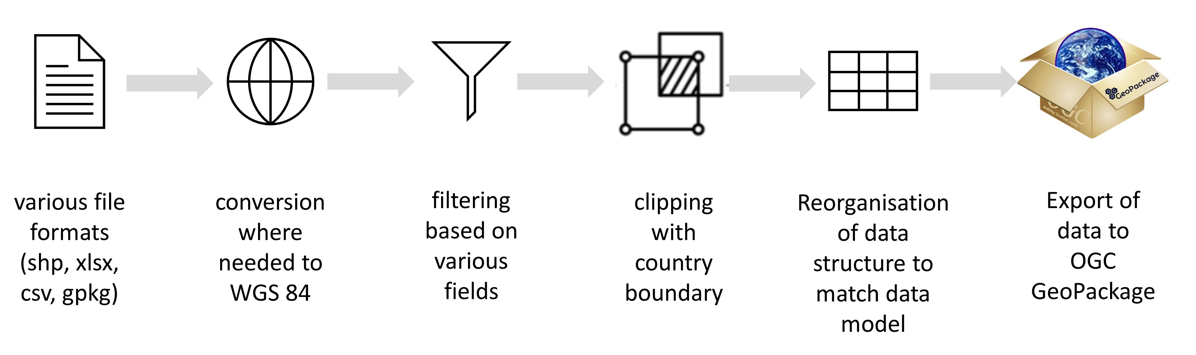 GeoPackage
various file
formats
(shp, xlsx,
csv, gpkg)
conversion
where
needed to
WGS 84
filtering
based on
various
fields
clipping
with
country
boundary
Reorganisation
of data
structure to
match data
model
Export of
data to
OGC
GeoPackage